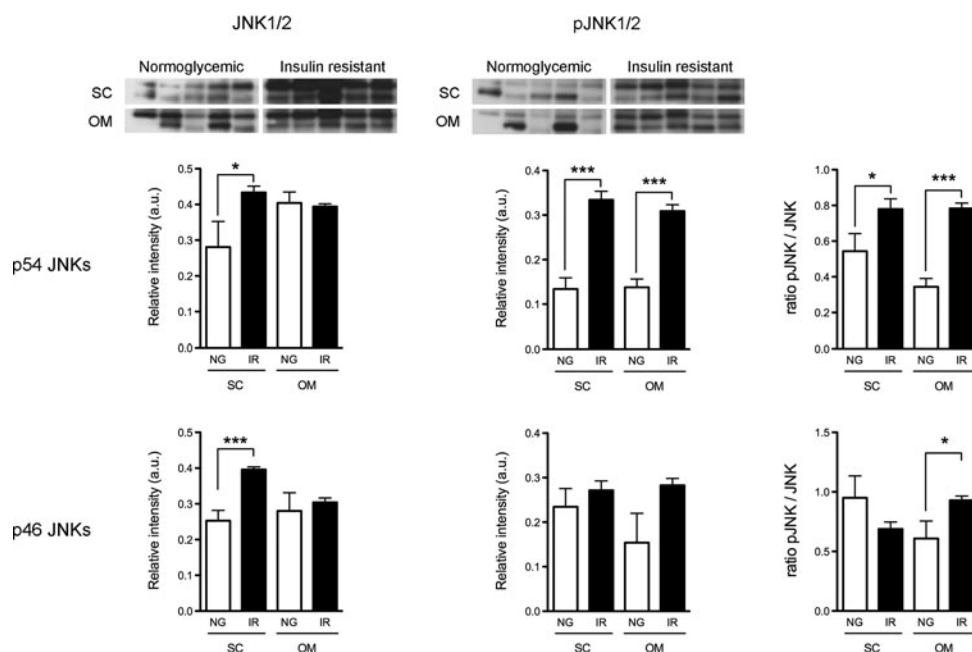 JNK1/2 pJNK1/2
Normoglycemic Insulin resistant Normoglycemic Insulin resistant
SC SC
OM OM
p54 JNKs
Relative intensity (a.u.)
0.5
0.4
0.3
0.2
0.1
0.0
*
NG IR NG IR
SC OM
Relative intensity (a.u.)
0.4
0.3
0.2
0.1
0.0
*** ***
NG IR NG IR
SC OM
ratio pJNK / JNK
1.0
0.8
0.6
0.4
0.2
0.0
* ***
NG IR NG IR
SC OM
p46 JNKs
Relative intensity (a.u.)
0.5
0.4
0.3
0.2
0.1
0.0
***
NG IR NG IR
SC OM
Relative intensity (a.u.)
0.4
0.3
0.2
0.1
0.0
NG IR NG IR
SC OM
ratio pJNK / JNK
1.5
1.0
0.5
0.0
*
NG IR NG IR
SC OM